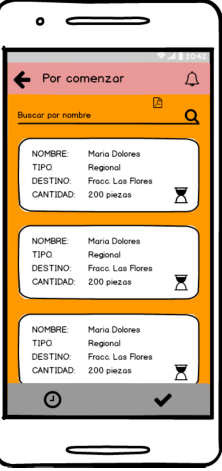 20:42
Por comenzar
Buscar por nombre
NOMBRE: Maria Dolores
TIPO: Regional
DESTINO: Fracc. Las Flores
CANTIDAD: 200 piezas
NOMBRE: Maria Dolores
TIPO: Regional
DESTINO: Fracc. Las Flores
CANTIDAD: 200 piezas
NOMBRE: Maria Dolores
TIPO: Regional
DESTINO: Fracc. Las Flores
CANTIDAD: 200 piezas